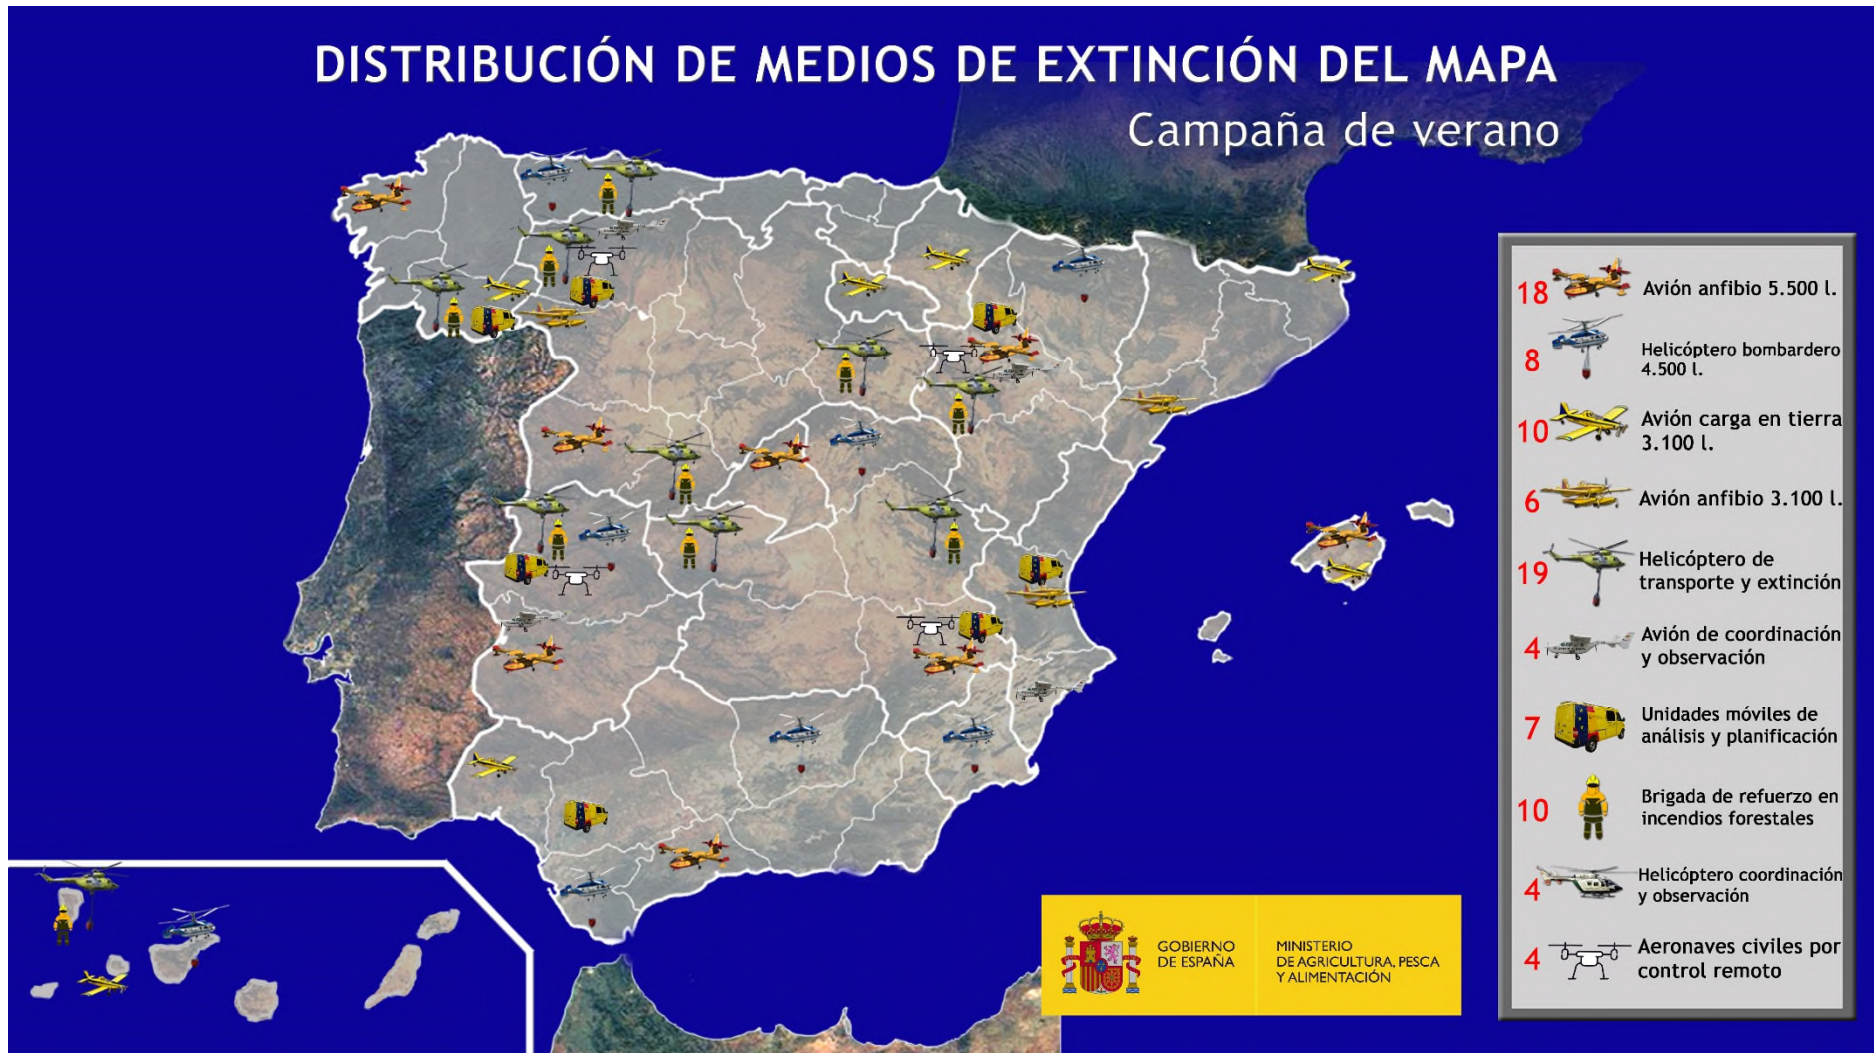 DISTRIBUCIÓN DE MEDIOS DE EXTINCIÓN DEL MAPA
Campaña de verano
18 Avión anfibio 5.500 l.
8 Helicóptero bombardero
4.500 l.
10 Avión carga en tierra
3.100 l.
6 Avión anfibio 3.100 l.
19 Helicóptero de
transporte y extinción
4 Avión de coordinación
y observación
7 Unidades móviles de
análisis y planificación
10 Brigada de refuerzo en
incendios forestales
4 Helicóptero coordinación
y observación
4 Aeronaves civiles por
control remoto
GOBIERNO
DE ESPAÑA
MINISTERIO
DE AGRICULTURA, PESCA
Y ALIMENTACIÓN